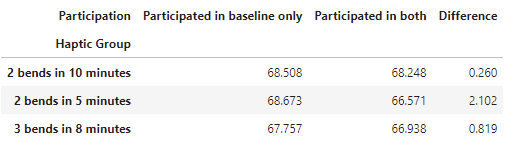 Participation Participated in baseline only Participated in both Difference
Haptic Group
2 bends in 10 minutes 68.508 68.248 0.260
2 bends in 5 minutes 68.673 66.571 2.102
3 bends in 8 minutes 67.757 66.938 0.819